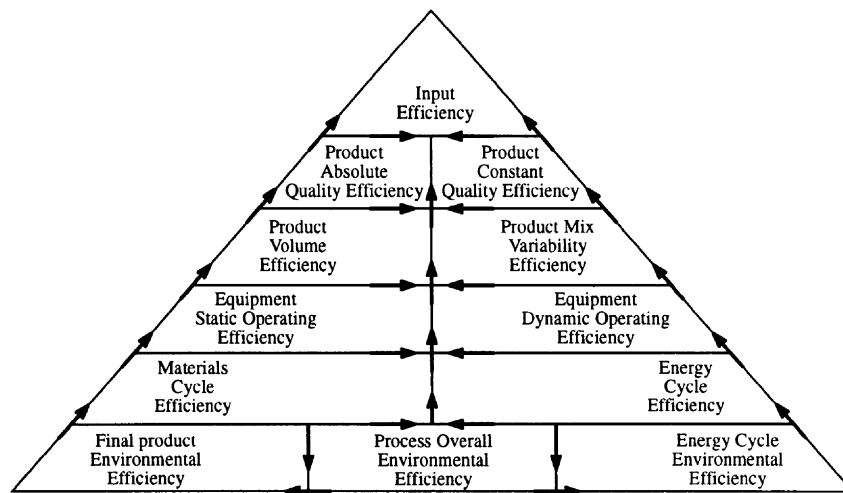 Input
Efficiency
Product
Absolute
Quality Efficiency
Product
Constant
Quality Efficiency
Product
Volume
Efficiency
Product Mix
Variability
Efficiency
Equipment
Static Operating
Efficiency
Equipment
Dynamic Operating
Efficiency
Materials
Cycle
Efficiency
Energy
Cycle
Efficiency
Final product
Environmental
Efficiency
Process Overall
Environmental
Efficiency
Energy Cycle
Environmental
Efficiency